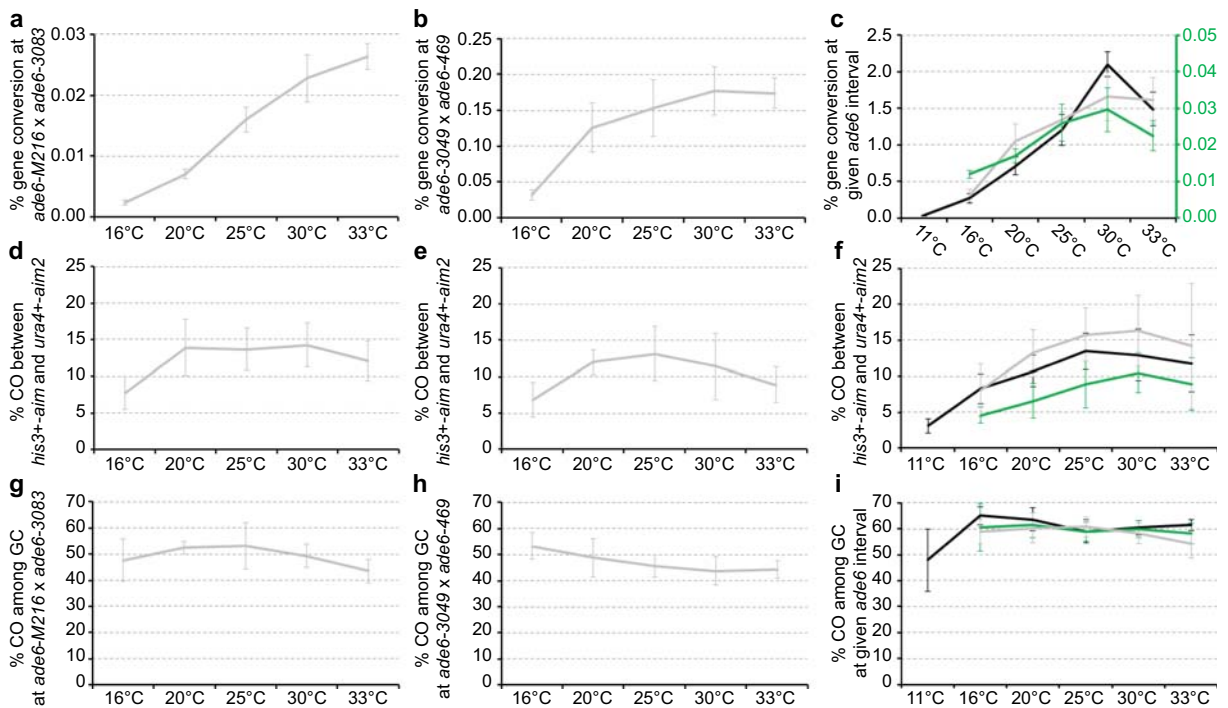 a
% gene conversion at
ade6-M216 x ade6-3083
0.03
0.02
0.01
0.00
16°C 20°C 25°C 30°C 33°C
b
% gene conversion at
ade6-3049 x ade6-469
0.25
0.20
0.15
0.10
0.05
0.00
16°C 20°C 25°C 30°C 33°C
c
% gene conversion at
given ade6 interval
2.5
2.0
1.5
1.0
0.5
0.0
0.05
0.04
0.03
0.02
0.01
0.00
11°C 16°C 20°C 25°C 30°C 33°C
d
% CO between
his3+-aim and ura4+-aim2
25
20
15
10
5
0
16°C 20°C 25°C 30°C 33°C
e
% CO between
his3+-aim and ura4+-aim2
25
20
15
10
5
0
16°C 20°C 25°C 30°C 33°C
f
% CO between
his3+-aim and ura4+-aim2
25
20
15
10
5
0
11°C 16°C 20°C 25°C 30°C 33°C
g
% CO among GC
at ade6-M216 x ade6-3083
70
60
50
40
30
20
10
0
16°C 20°C 25°C 30°C 33°C
h
% CO among GC
at ade6-3049 x ade6-469
70
60
50
40
30
20
10
0
16°C 20°C 25°C 30°C 33°C
i
% CO among GC
at given ade6 interval
70
60
50
40
30
20
10
0
11°C 16°C 20°C 25°C 30°C 33°C